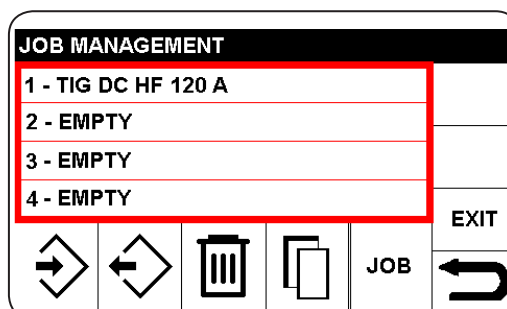 JOB MANAGEMENT
1 - TIG DC HF 120 A
2 - EMPTY
3 - EMPTY
4 - EMPTY
EXIT
JOB